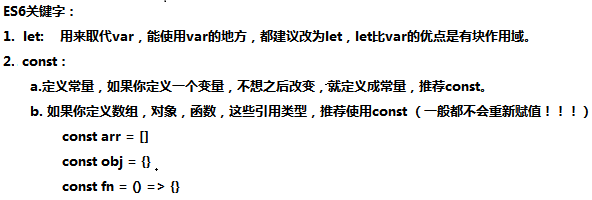 ES6关键字：
1. let: 用来取代var，能使用var的地方，都建议改为let，let比var的优点是有块作用域。
2. const：
a.定义常量，如果你定义一个变量，不想之后改变，就定义成常量，推荐const。
b. 如果你定义数组，对象，函数，这些引用类型，推荐使用const（一般都不会重新赋值！！！）
const arr = []
const obj = {}
const fn = () => {}